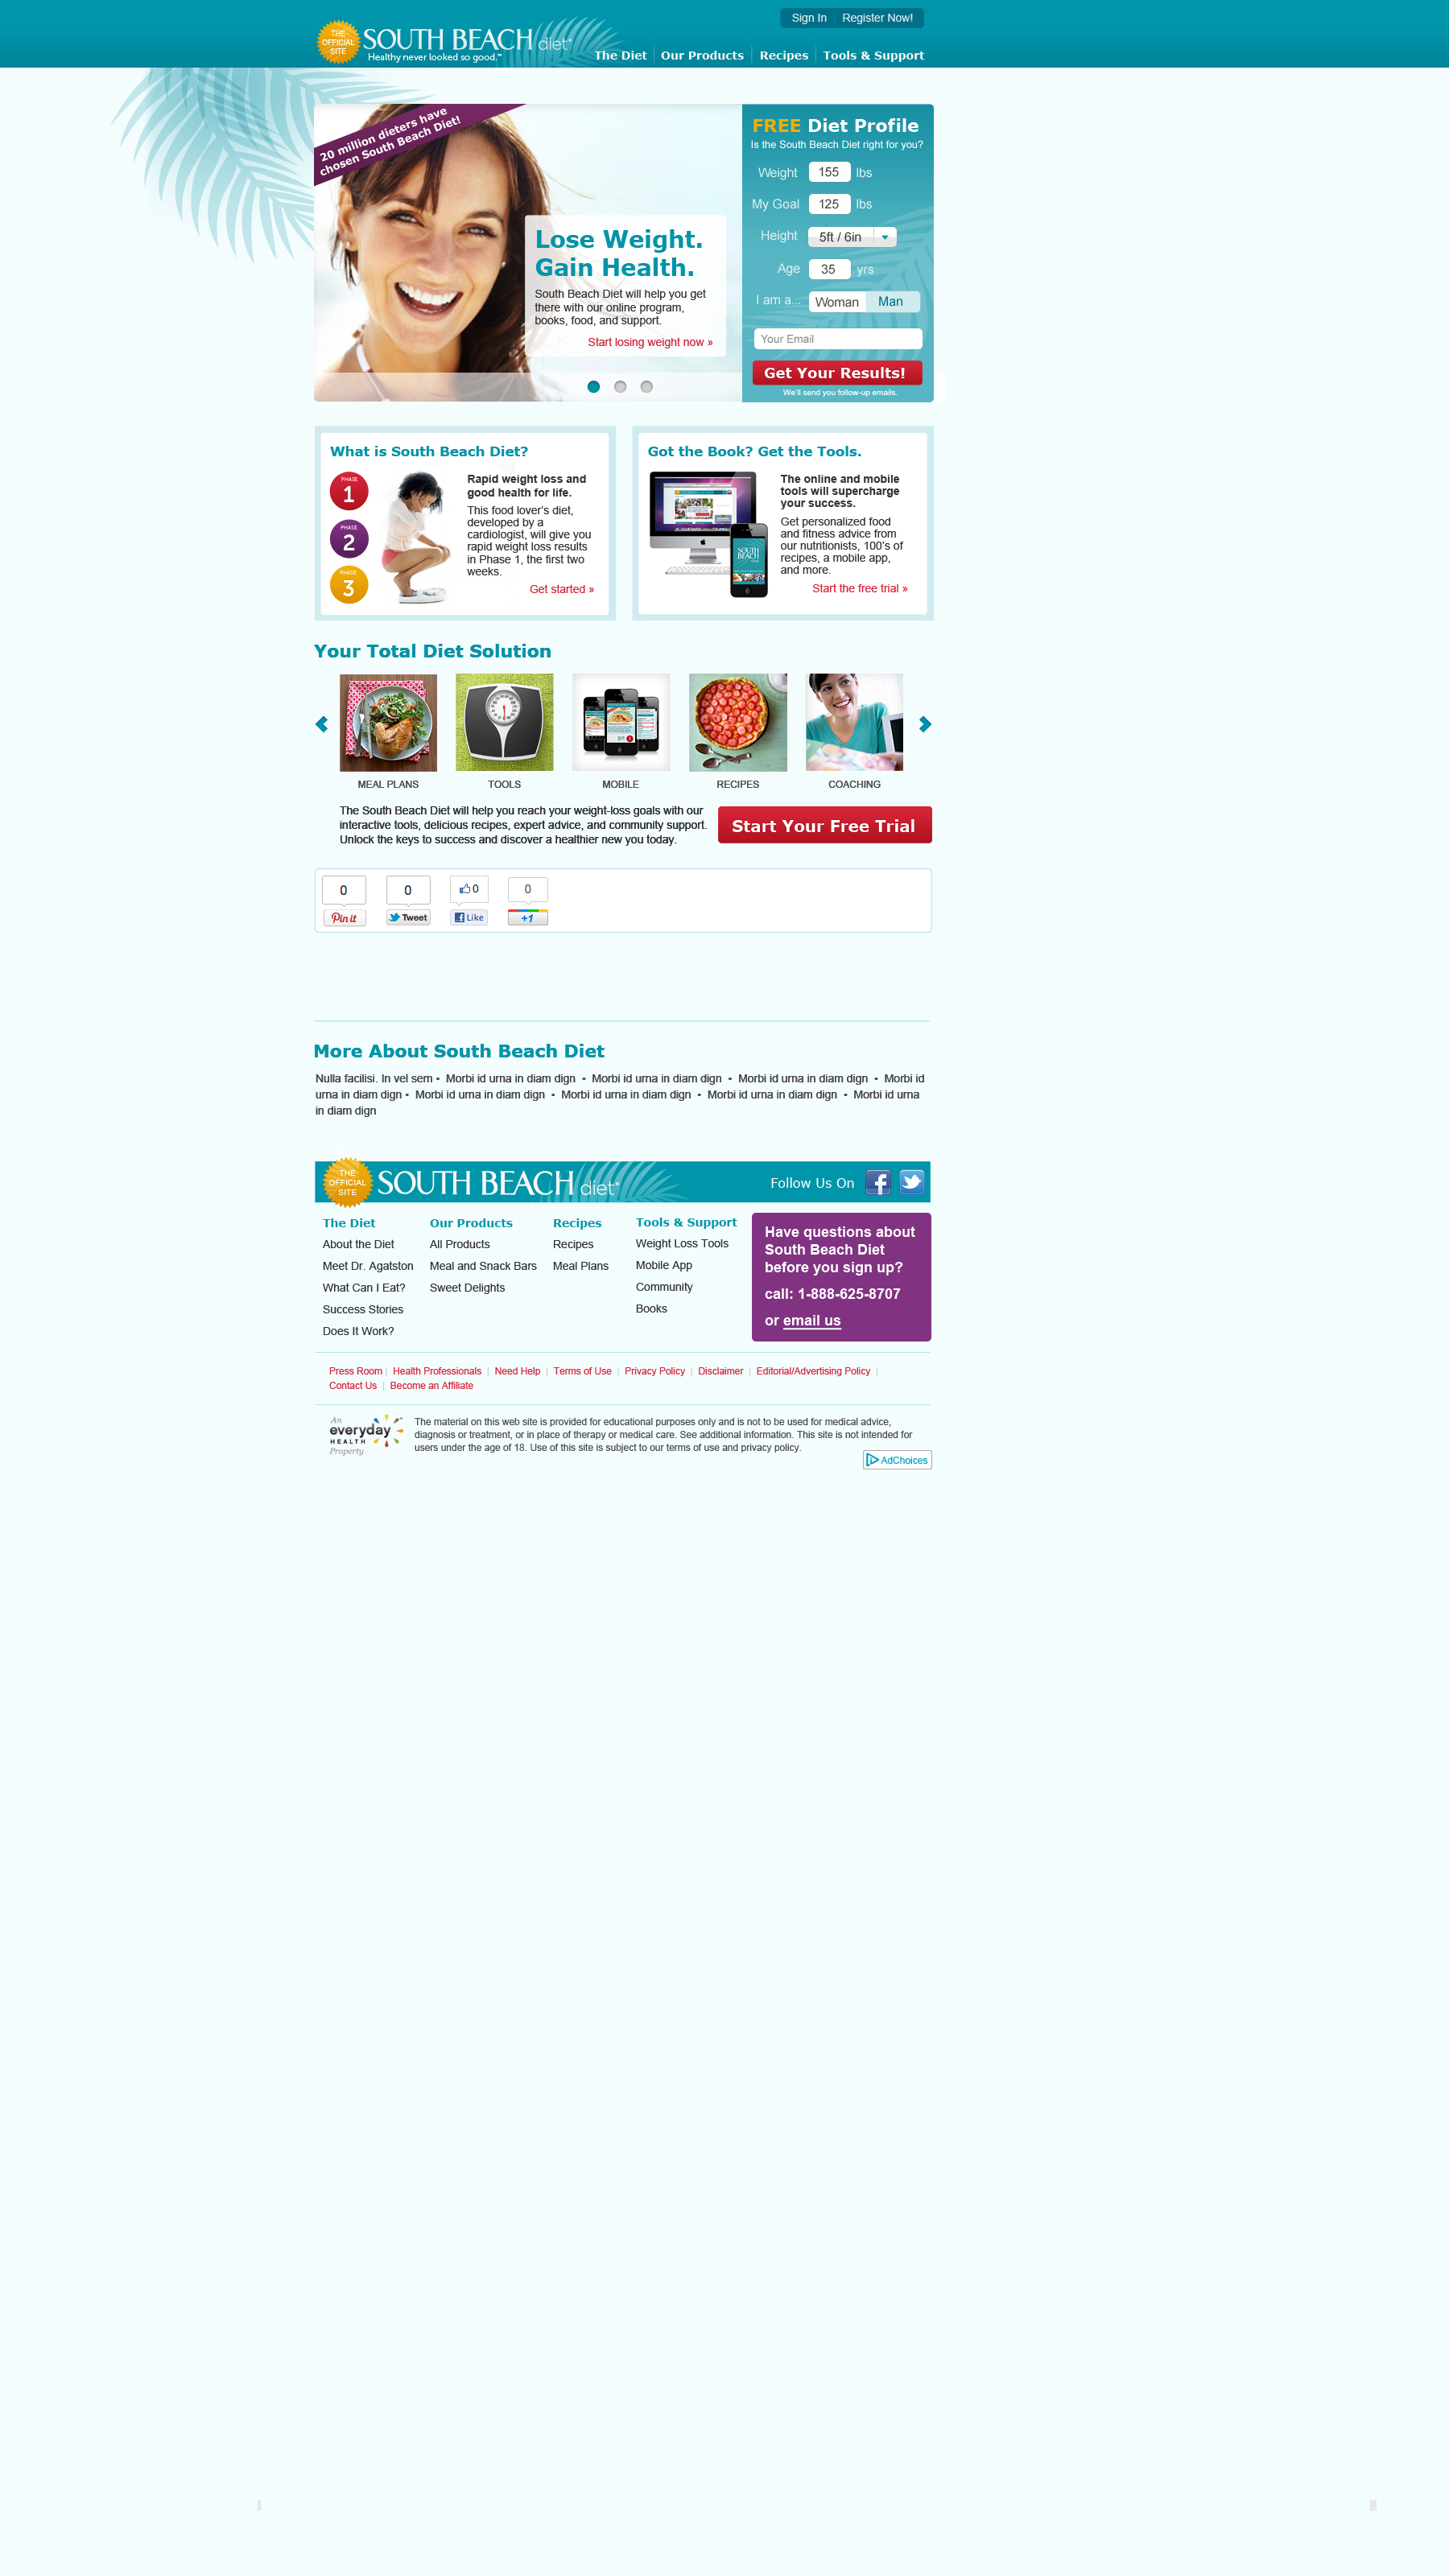 Sign In
Register Now!
THE
OFFICIAL
SITE
SOUTH BEACH diet®
Healthy never looked so good.™
The Diet
Our Products
Recipes
Tools & Support
20 million dieters have
chosen South Beach Diet!
Lose Weight.
Gain Health.
South Beach Diet will help you get
there with our online program,
books, food, and support.
Start losing weight now »
FREE Diet Profile
Is the South Beach Diet right for you?
Weight 155 lbs
My Goal 125 lbs
Height 5ft / 6in
Age 35 yrs
I am a... Woman Man
Your Email
Get Your Results!
We'll send you follow-up emails.
What is South Beach Diet?
PHASE
1
PHASE
2
PHASE
3
Rapid weight loss and
good health for life.
This food lover's diet,
developed by a
cardiologist, will give you
rapid weight loss results
in Phase 1, the first two
weeks.
Get started »
Got the Book? Get the Tools.
SOUTH
BEACH
The online and mobile
tools will supercharge
your success.
Get personalized food
and fitness advice from
our nutritionists, 100's of
recipes, a mobile app,
and more.
Start the free trial »
Your Total Diet Solution
MEAL PLANS
TOOLS
MOBILE
RECIPES
COACHING
The South Beach Diet will help you reach your weight-loss goals with our
interactive tools, delicious recipes, expert advice, and community support.
Unlock the keys to success and discover a healthier new you today.
Start Your Free Trial
0
0
0
0
Pin it
Tweet
Like
+1
More About South Beach Diet
Nulla facilisi. In vel sem • Morbi id urna in diam dign • Morbi id urna in diam dign • Morbi id urna in diam dign • Morbi id
urna in diam dign • Morbi id urna in diam dign • Morbi id urna in diam dign • Morbi id urna in diam dign • Morbi id urna
in diam dign
THE
OFFICIAL
SITE
SOUTH BEACH diet®
Follow Us On
The Diet
About the Diet
Meet Dr. Agatston
What Can I Eat?
Success Stories
Does It Work?
Our Products
All Products
Meal and Snack Bars
Sweet Delights
Recipes
Recipes
Meal Plans
Tools & Support
Weight Loss Tools
Mobile App
Community
Books
Have questions about
South Beach Diet
before you sign up?
call: 1-888-625-8707
or email us
Press Room | Health Professionals | Need Help | Terms of Use | Privacy Policy | Disclaimer | Editorial/Advertising Policy |
Contact Us | Become an Affiliate
An
everyday
HEALTH
Property
The material on this web site is provided for educational purposes only and is not to be used for medical advice,
diagnosis or treatment, or in place of therapy or medical care. See additional information. This site is not intended for
users under the age of 18. Use of this site is subject to our terms of use and privacy policy.
AdChoices